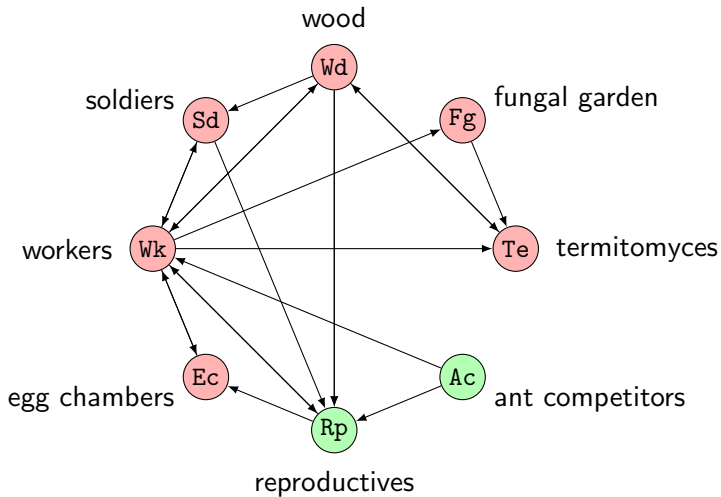 wood
Wd
soldiers
Sd
Fg
fungal garden
workers
Wk
Te
termitomyces
egg chambers
Ec
Ac
ant competitors
Rp
reproductives